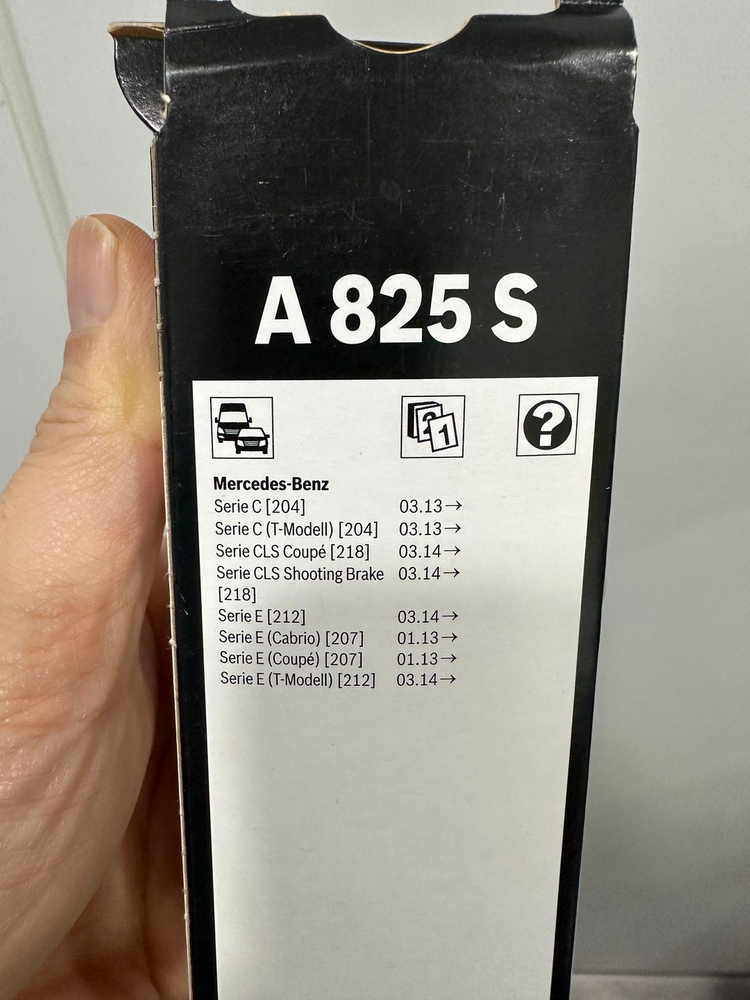 A 825 S
2 1 ?
Mercedes-Benz
Serie C [204] 03.13→
Serie C (T-Modell) [204] 03.13→
Serie CLS Coupé [218] 03.14→
Serie CLS Shooting Brake 03.14→
[218]
Serie E [212] 03.14→
Serie E (Cabrio) [207] 01.13→
Serie E (Coupé) [207] 01.13→
Serie E (T-Modell) [212] 03.14→